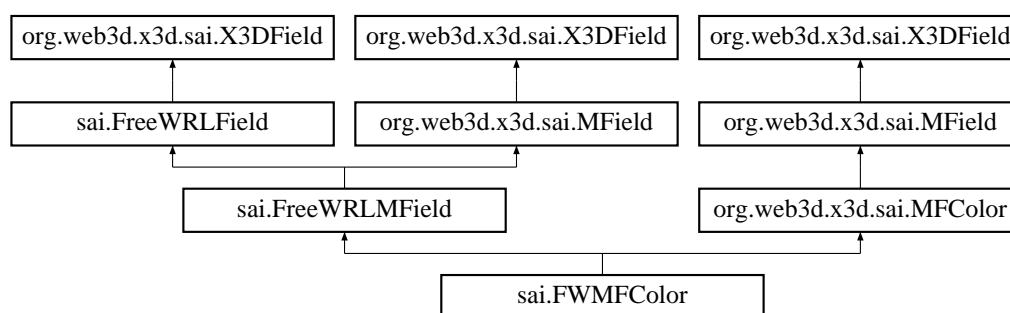 org.web3d.x3d.sai.X3DField org.web3d.x3d.sai.X3DField org.web3d.x3d.sai.X3DField
sai.FreeWRLField org.web3d.x3d.sai.MField org.web3d.x3d.sai.MField
sai.FreeWRLMField org.web3d.x3d.sai.MFColor
sai.FWMFColor